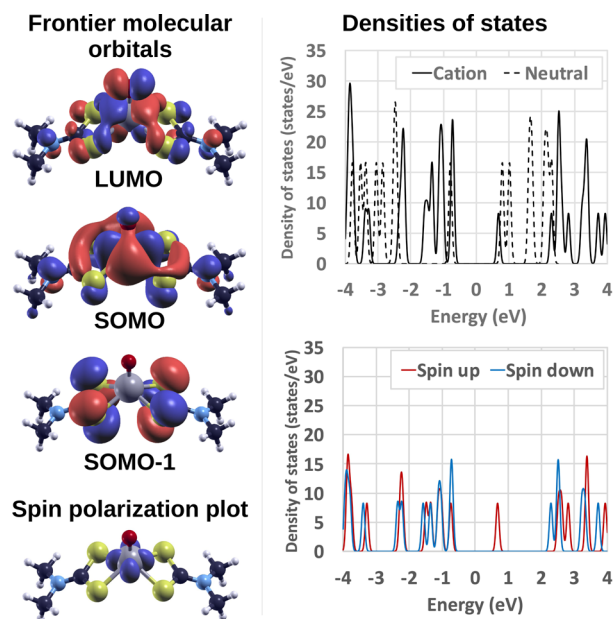 Frontier molecular
orbitals
LUMO
SOMO
SOMO-1
Spin polarization plot
Densities of states
Density of states (states/eV)
35
30
25
20
15
10
5
0
Cation
Neutral
-4 -3 -2 -1 0 1 2 3 4
Energy (eV)
Density of states (states/eV)
35
30
25
20
15
10
5
0
Spin up
Spin down
-4 -3 -2 -1 0 1 2 3 4
Energy (eV)